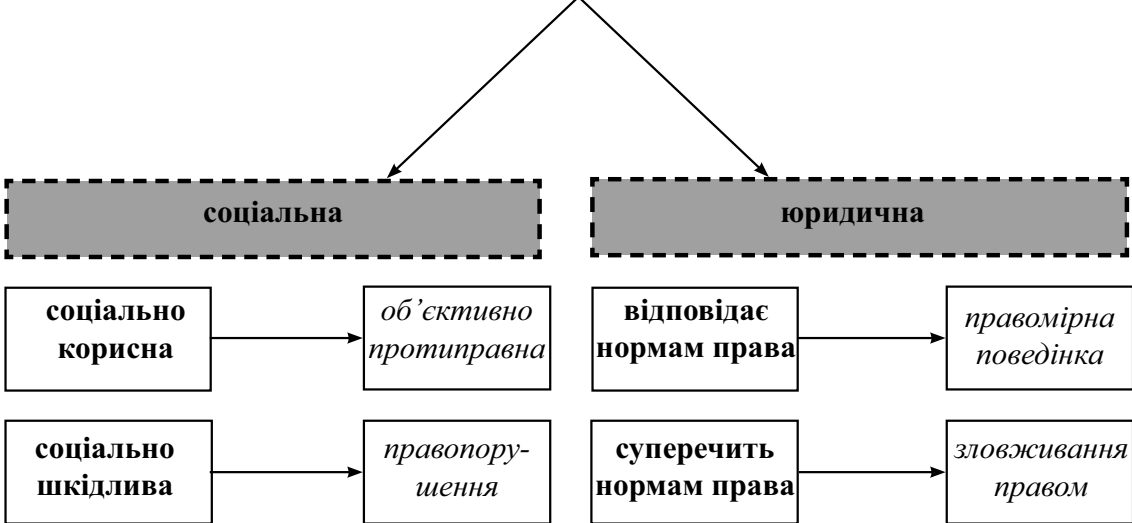 соціальна
юридична
соціально
корисна
об’єктивно
протиправна
відповідає
нормам права
правомірна
поведінка
соціально
шкідлива
правопору-
шення
суперечить
нормам права
зловживання
правом